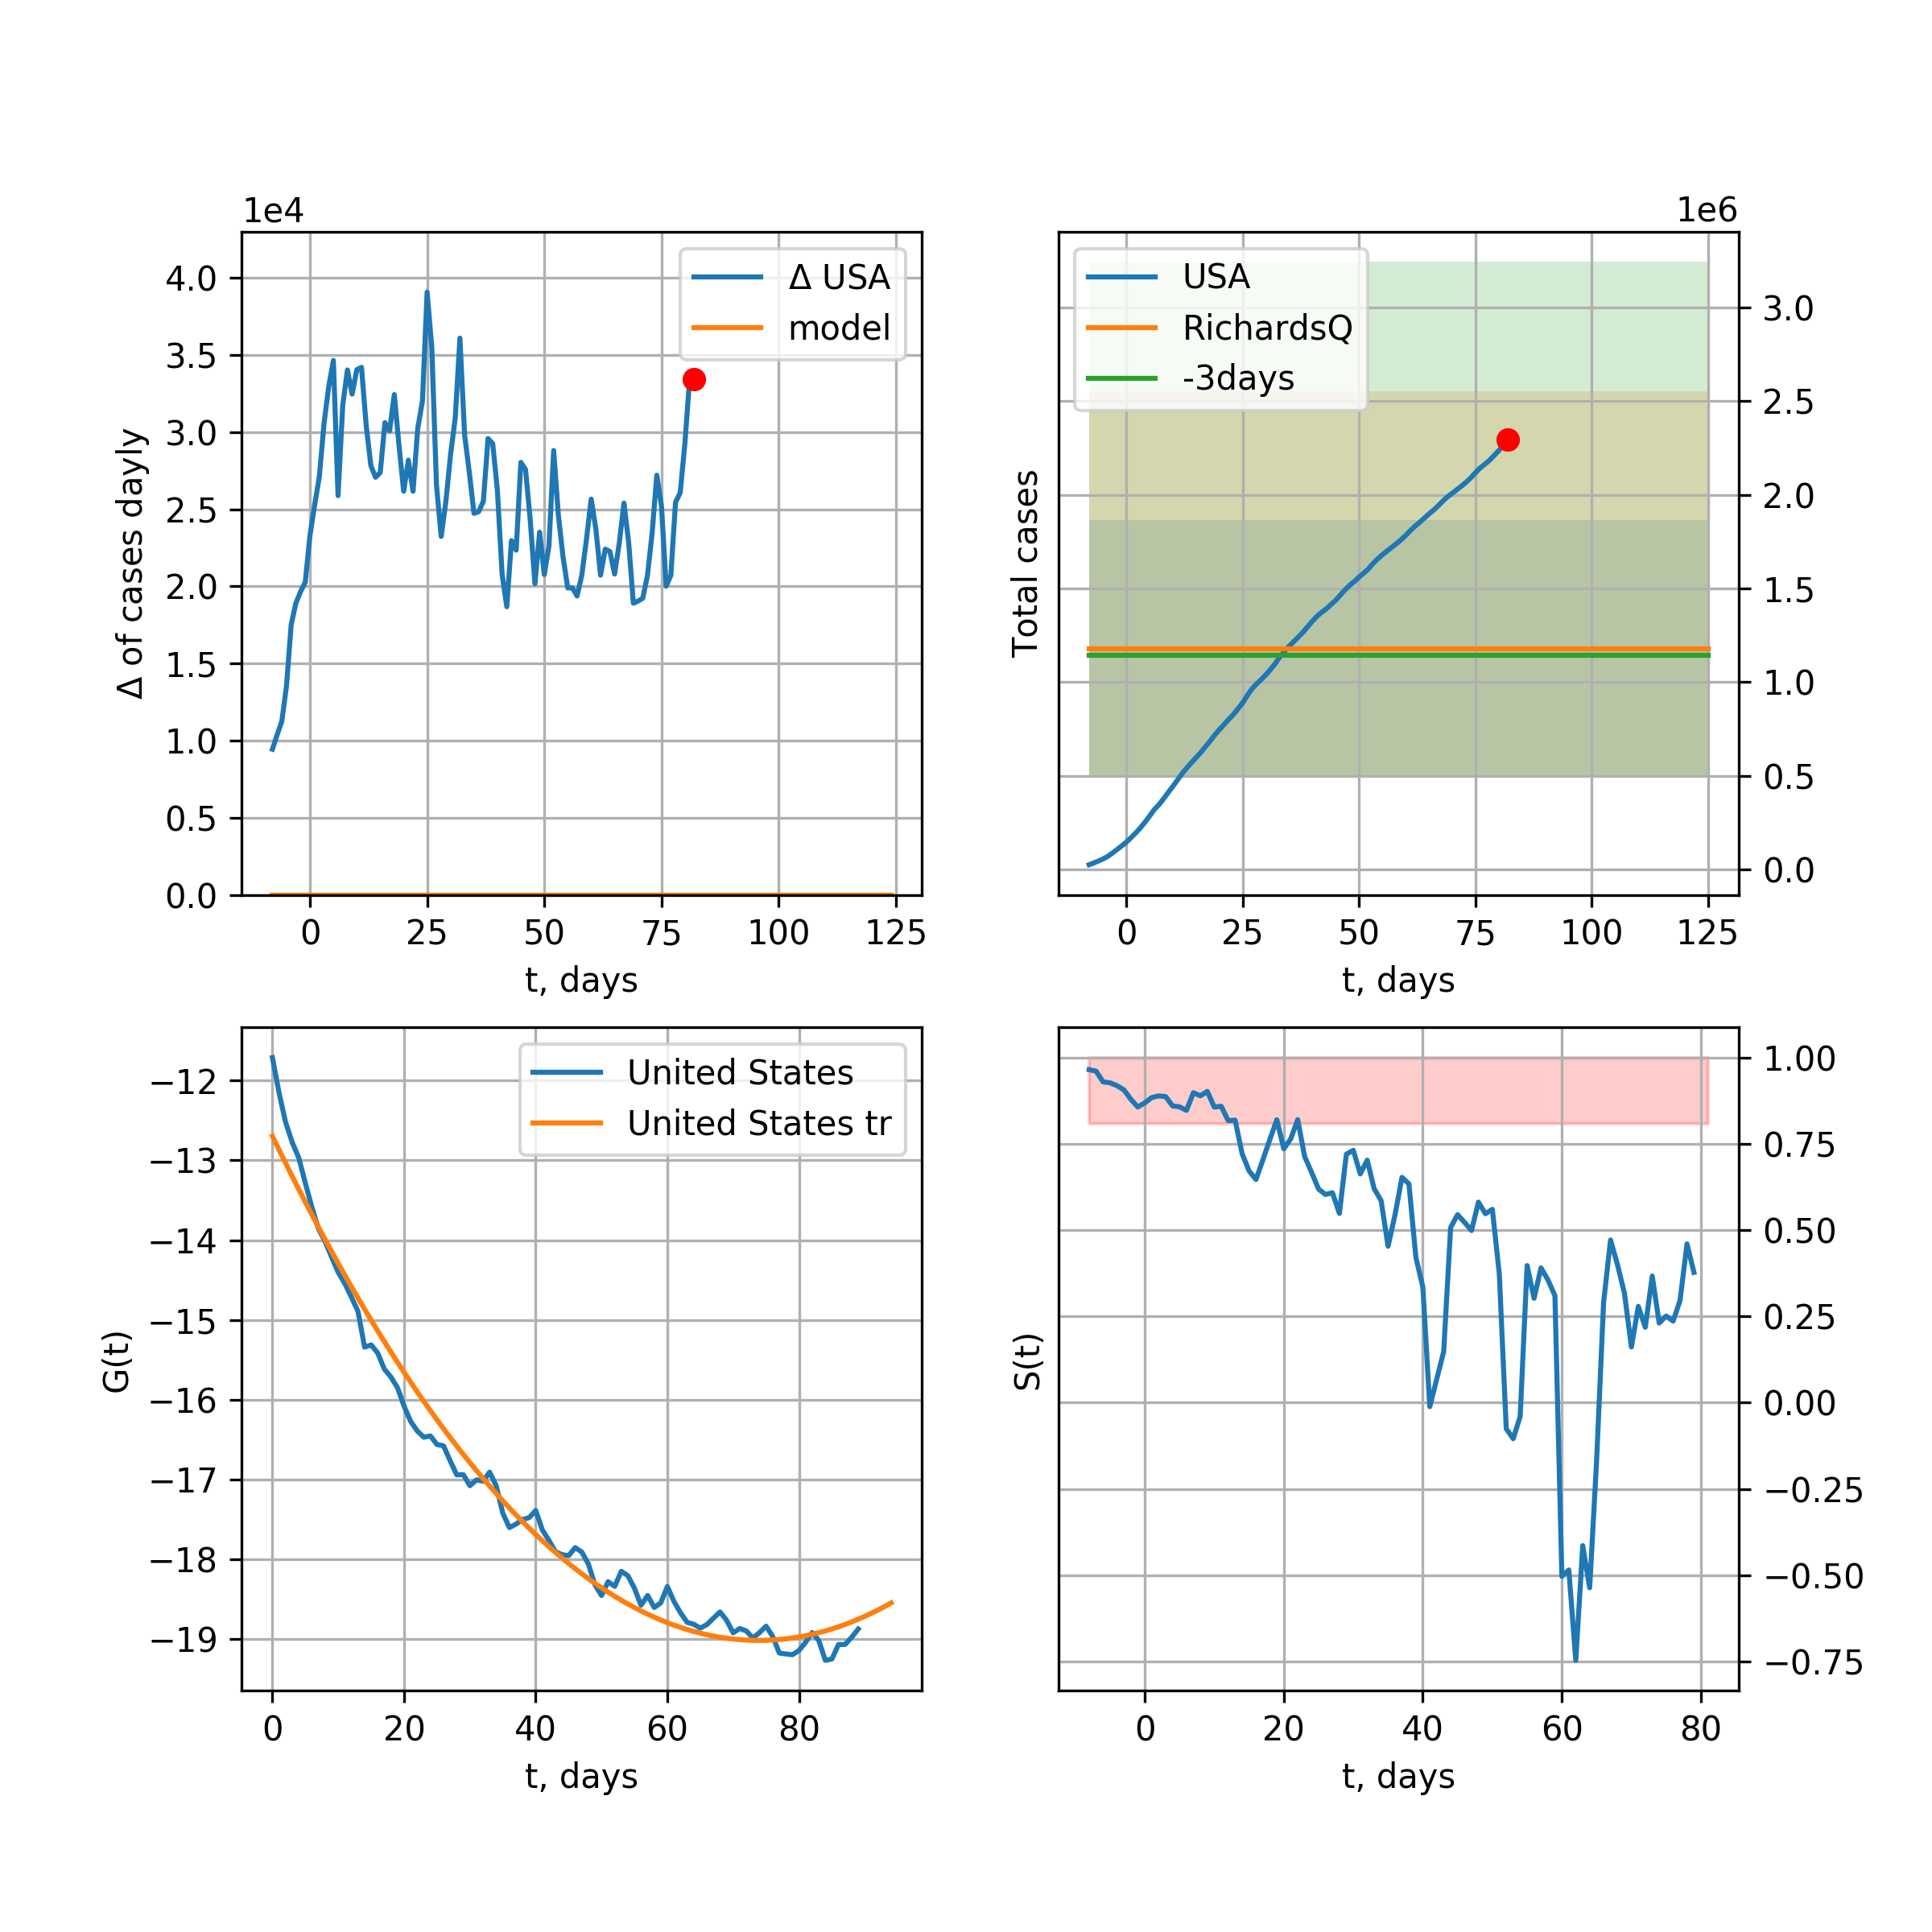 1e4
4.0
3.5
3.0
2.5
2.0
1.5
1.0
0.5
0.0
Δ of cases dayly
Δ USA
model
0 25 50 75 100 125
t, days
1e6
USA
RichardsQ
-3days
Total cases
3.0
2.5
2.0
1.5
1.0
0.5
0.0
0 25 50 75 100 125
t, days
−12
−13
−14
−15
−16
−17
−18
−19
G(t)
United States
United States tr
0 20 40 60 80
t, days
S(t)
1.00
0.75
0.50
0.25
0.00
−0.25
−0.50
−0.75
0 20 40 60 80
t, days